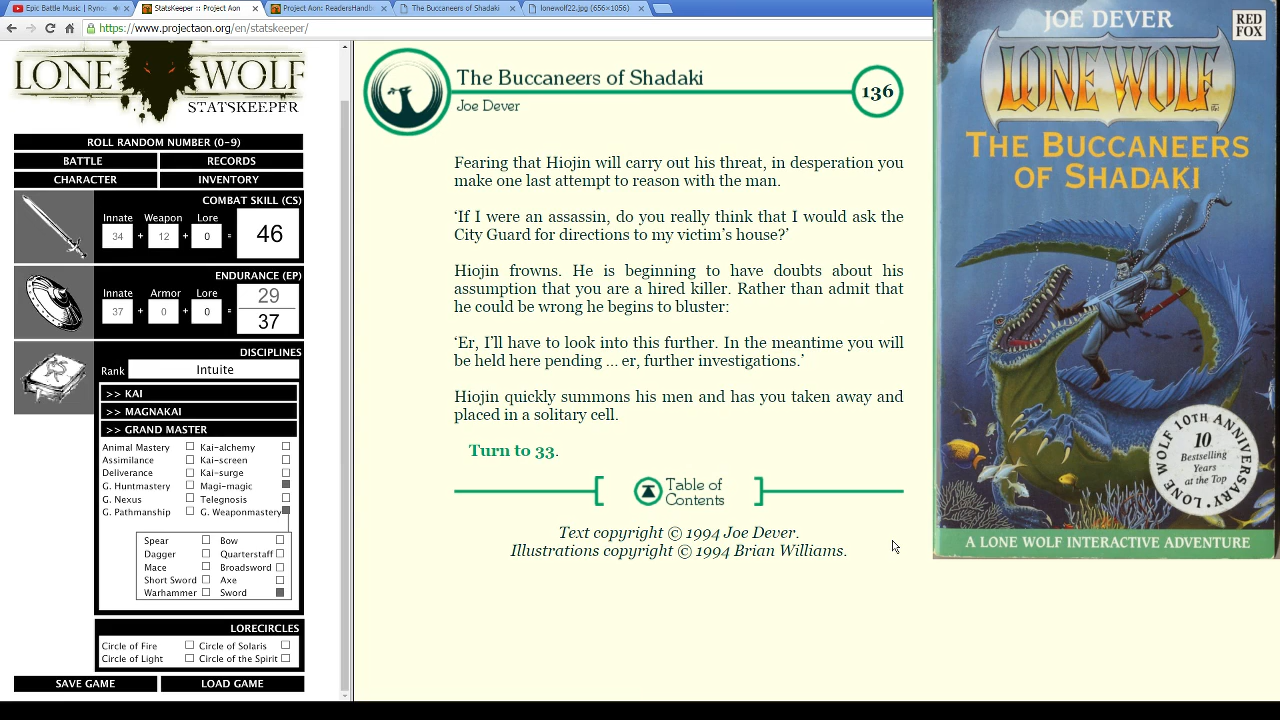 Epic Battle Music | Ryno
StatsKeeper :: Project Aon
Project Aon: ReadersHandb
The Buccaneers of Shadaki
lonewolf22.jpg (656×1056)
https://www.projectaon.org/en/statskeeper/
LONE WOLF
STATSKEEPER
ROLL RANDOM NUMBER (0-9)
BATTLE RECORDS
CHARACTER INVENTORY
COMBAT SKILL (CS)
Innate Weapon Lore
34 + 12 + 0 = 46
ENDURANCE (EP)
Innate Armor Lore 29
37 + 0 + 0 = 37
DISCIPLINES
Rank Intuite
>> KAI
>> MAGNAKAI
>> GRAND MASTER
Animal Mastery Kai-alchemy
Assimilance Kai-screen
Deliverance Kai-surge
G. Huntmastery Magi-magic
G. Nexus Telegnosis
G. Pathmanship G. Weaponmastery
Spear Bow
Dagger Quarterstaff
Mace Broadsword
Short Sword Axe
Warhammer Sword
LORECIRCLES
Circle of Fire Circle of Solaris
Circle of Light Circle of the Spirit
SAVE GAME LOAD GAME
The Buccaneers of Shadaki
Joe Dever
136
Fearing that Hiojin will carry out his threat, in desperation you
make one last attempt to reason with the man.
‘If I were an assassin, do you really think that I would ask the
City Guard for directions to my victim’s house?’
Hiojin frowns. He is beginning to have doubts about his
assumption that you are a hired killer. Rather than admit that
he could be wrong he begins to bluster:
‘Er, I’ll have to look into this further. In the meantime you will
be held here pending … er, further investigations.’
Hiojin quickly summons his men and has you taken away and
placed in a solitary cell.
Turn to 33.
Table of
Contents
Text copyright © 1994 Joe Dever.
Illustrations copyright © 1994 Brian Williams.
JOE DEVER
RED
FOX
LONE WOLF
THE BUCCANEERS
OF SHADAKI
LONE WOLF 10TH ANNIVERSARY
10
Bestselling
Years
at the Top
A LONE WOLF INTERACTIVE ADVENTURE